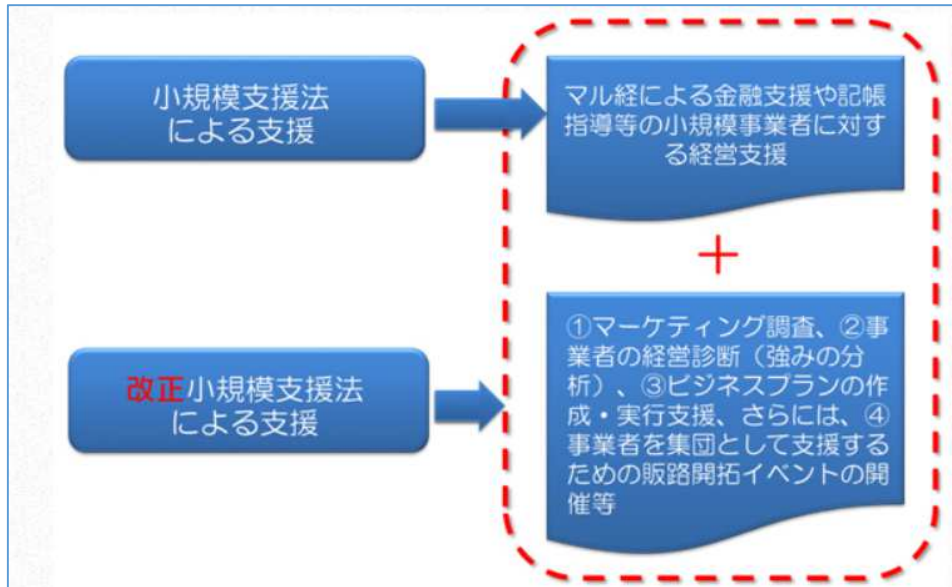 小規模支援法
による支援
マル経による金融支援や記帳
指導等の小規模事業者に対す
る経営支援
+
改正小規模支援法
による支援
①マーケティング調査、②事
業者の経営診断（強みの分
析）、③ビジネスプランの作
成・実行支援、さらには、④
事業者を集団として支援する
ための販路開拓イベントの開
催等